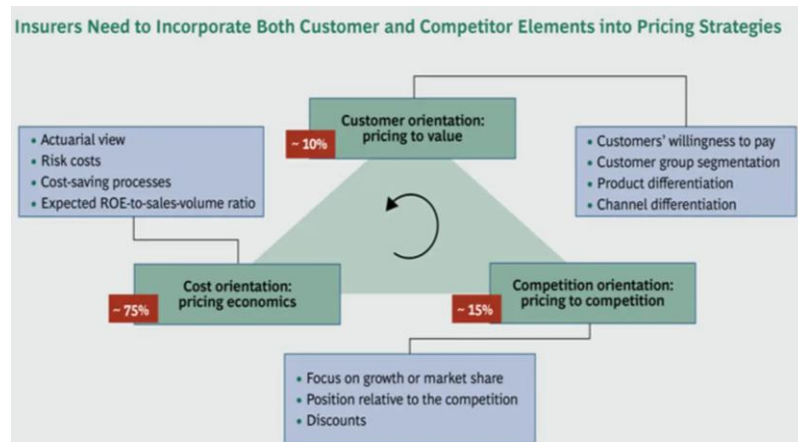 Insurers Need to Incorporate Both Customer and Competitor Elements into Pricing Strategies
Customer orientation:
pricing to value
~ 10%
• Actuarial view
• Risk costs
• Cost-saving processes
• Expected ROE-to-sales-volume ratio
• Customers' willingness to pay
• Customer group segmentation
• Product differentiation
• Channel differentiation
Cost orientation:
pricing economics
~ 75%
Competition orientation:
pricing to competition
~ 15%
• Focus on growth or market share
• Position relative to the competition
• Discounts